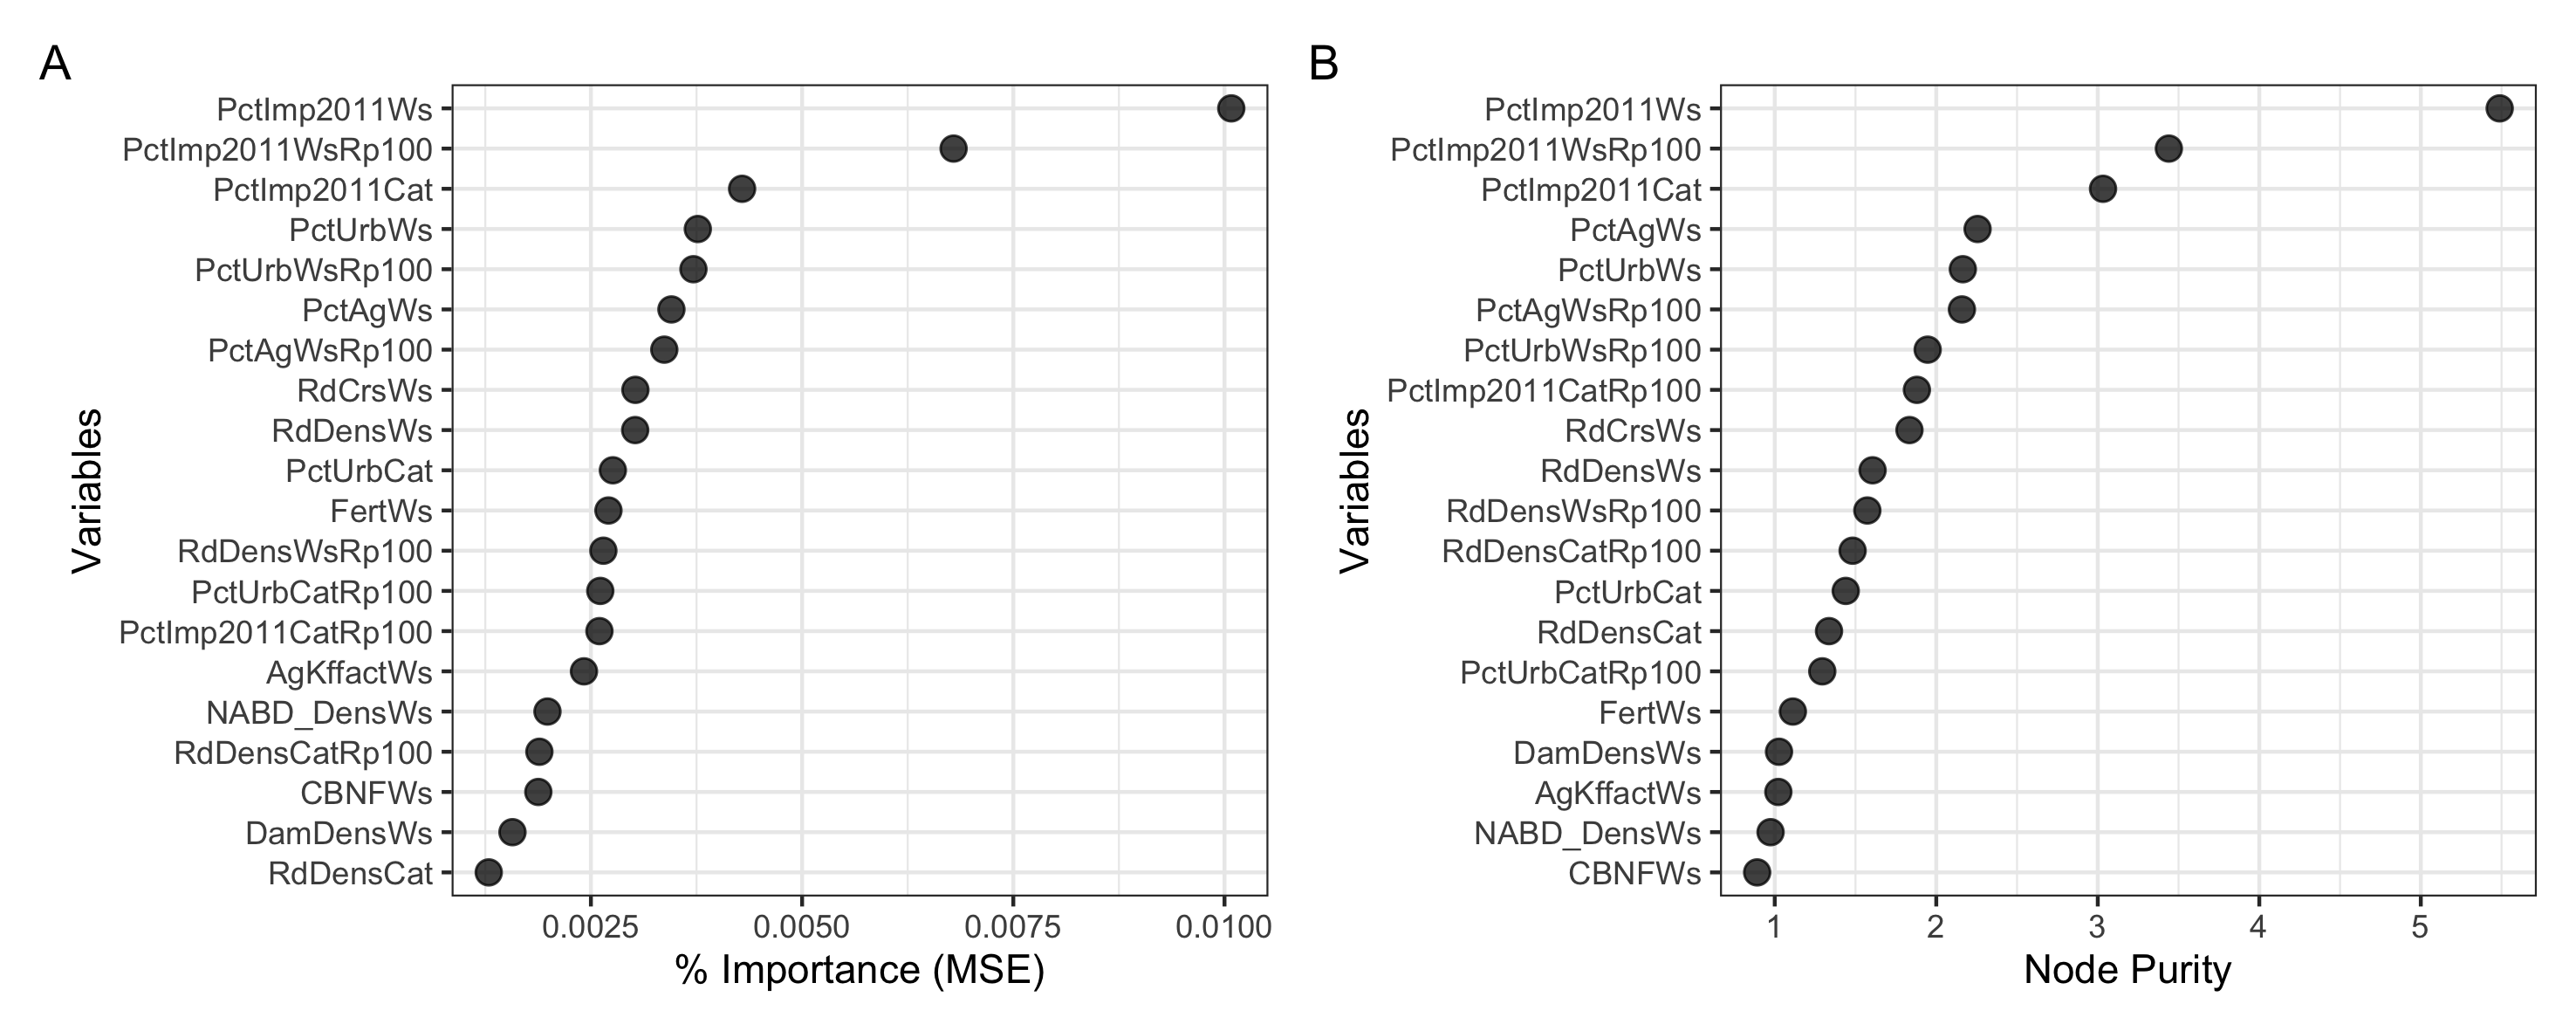 A
PctImp2011Ws
PctImp2011WsRp100
PctImp2011Cat
PctUrbWs
PctUrbWsRp100
PctAgWs
PctAgWsRp100
RdCrsWs
RdDensWs
PctUrbCat
FertWs
RdDensWsRp100
PctUrbCatRp100
PctImp2011CatRp100
AgKffactWs
NABD_DensWs
RdDensCatRp100
CBNFWs
DamDensWs
RdDensCat
Variables
0.0025 0.0050 0.0075 0.0100
% Importance (MSE)
B
PctImp2011Ws
PctImp2011WsRp100
PctImp2011Cat
PctAgWs
PctUrbWs
PctAgWsRp100
PctUrbWsRp100
PctImp2011CatRp100
RdCrsWs
RdDensWs
RdDensWsRp100
RdDensCatRp100
PctUrbCat
RdDensCat
PctUrbCatRp100
FertWs
DamDensWs
AgKffactWs
NABD_DensWs
CBNFWs
Variables
1 2 3 4 5
Node Purity